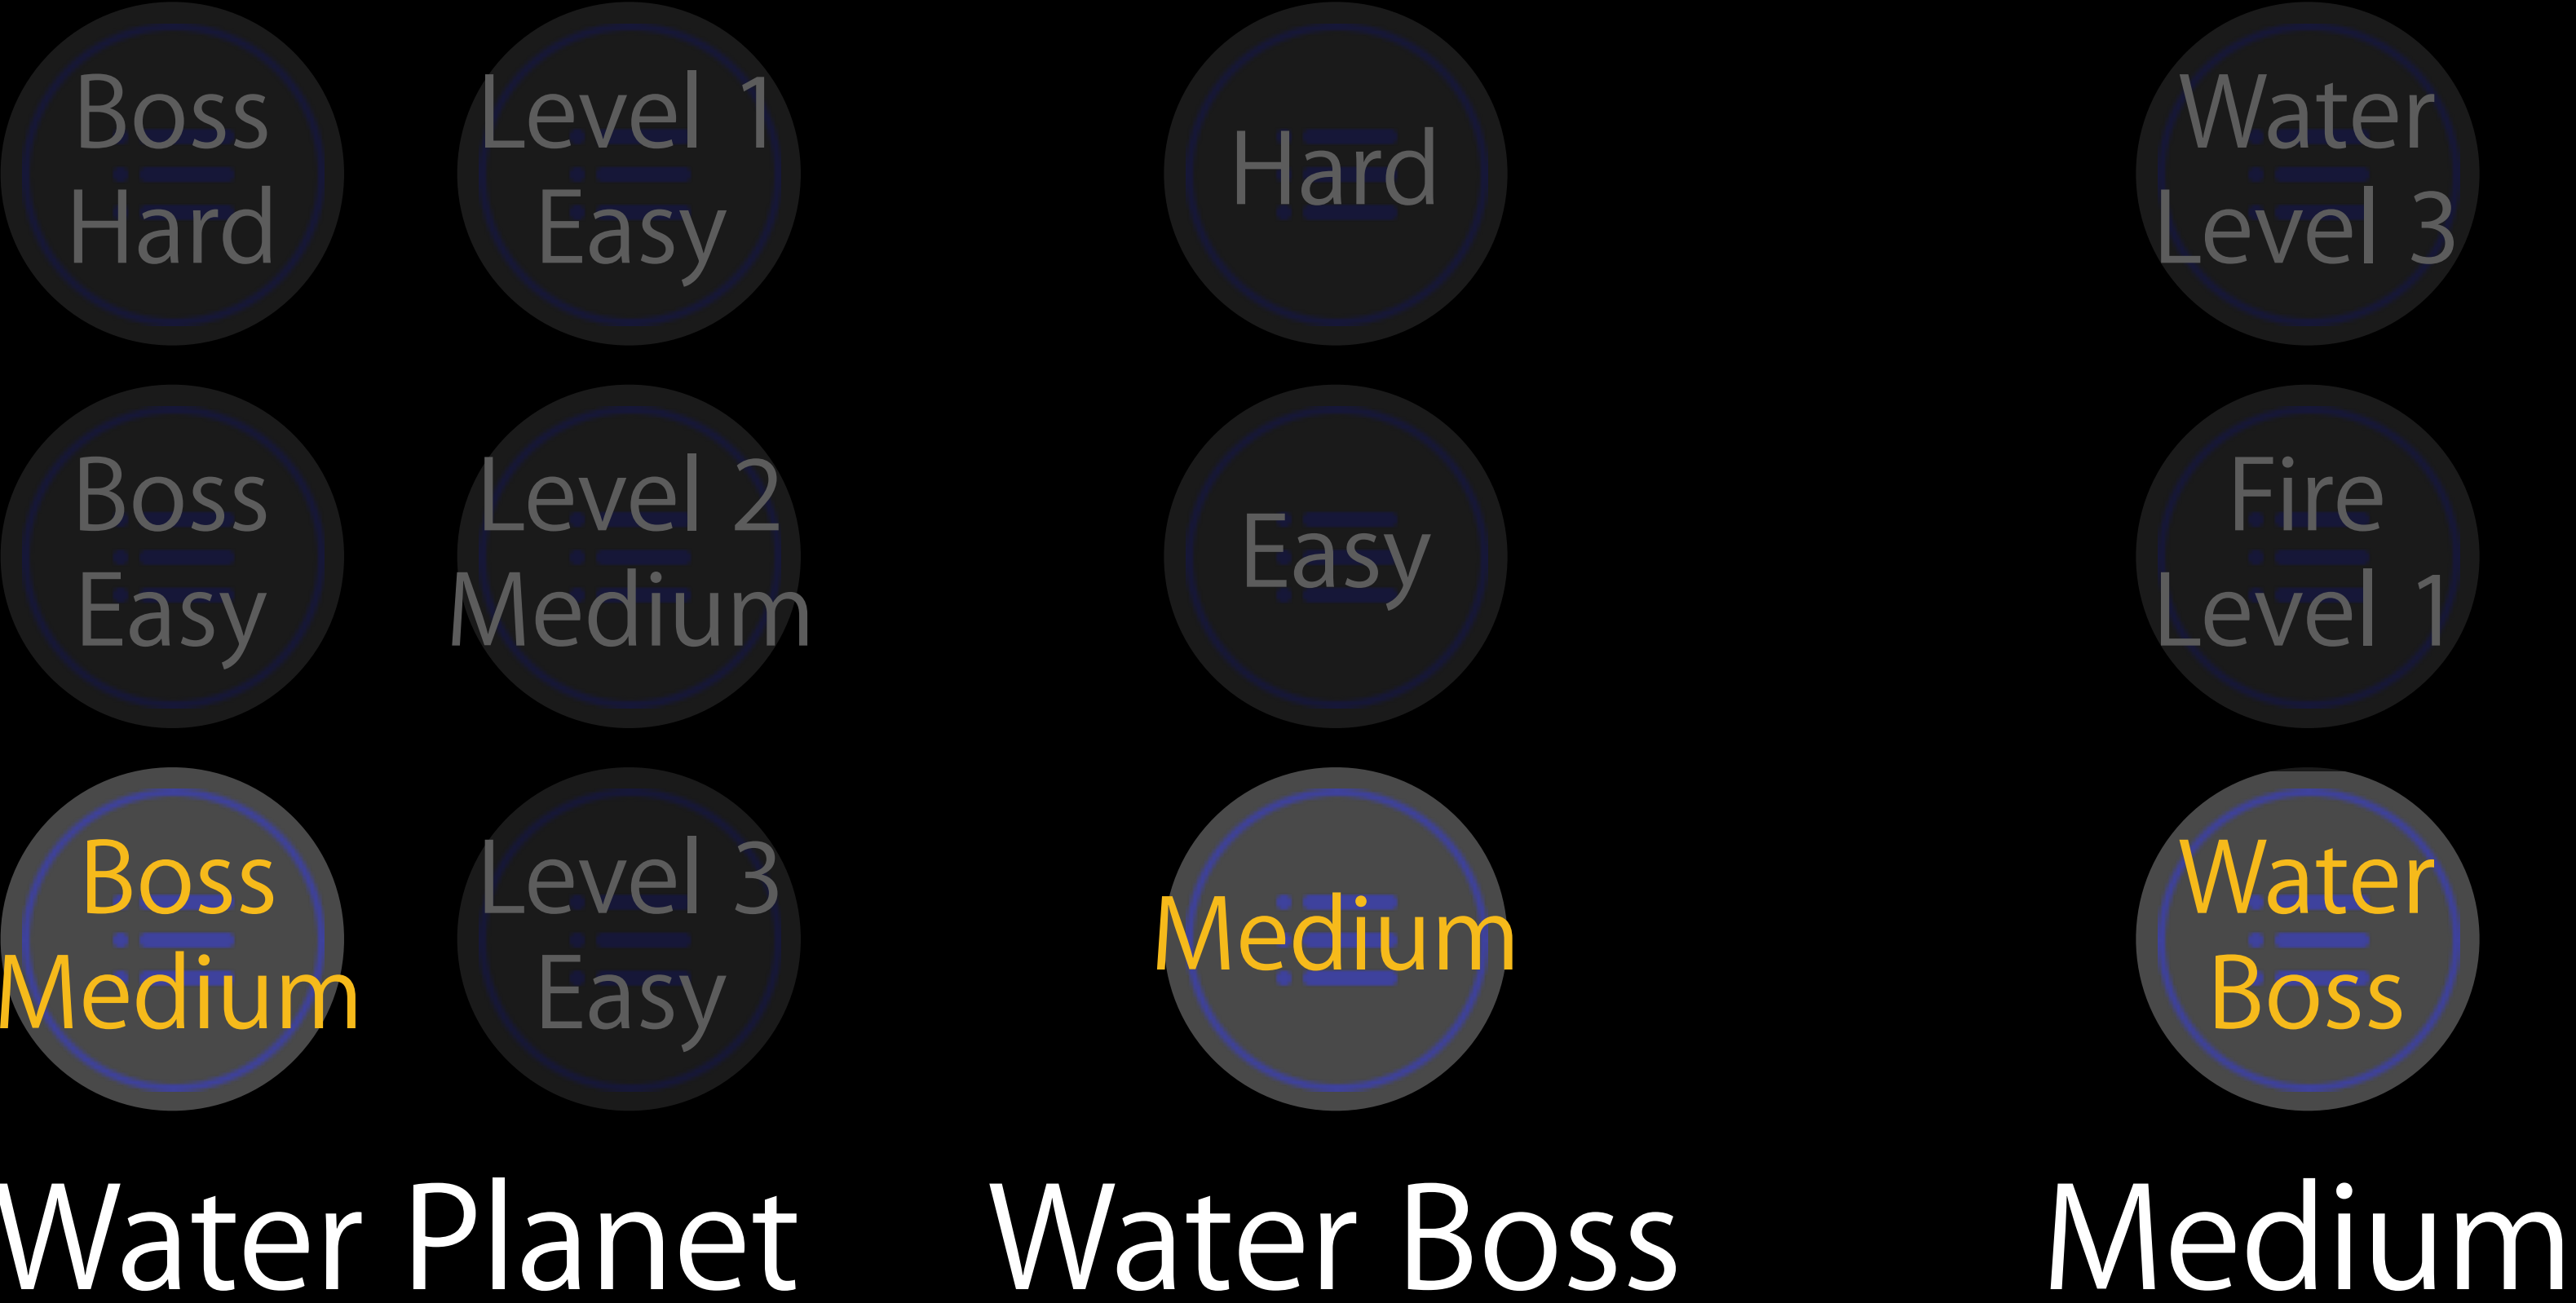 Boss
Hard
Level 1
Easy
Hard
Water
Level 3
Boss
Easy
Level 2
Medium
Easy
Fire
Level 1
Boss
Medium
Level 3
Easy
Medium
Water
Boss
Water Planet
Water Boss
Medium